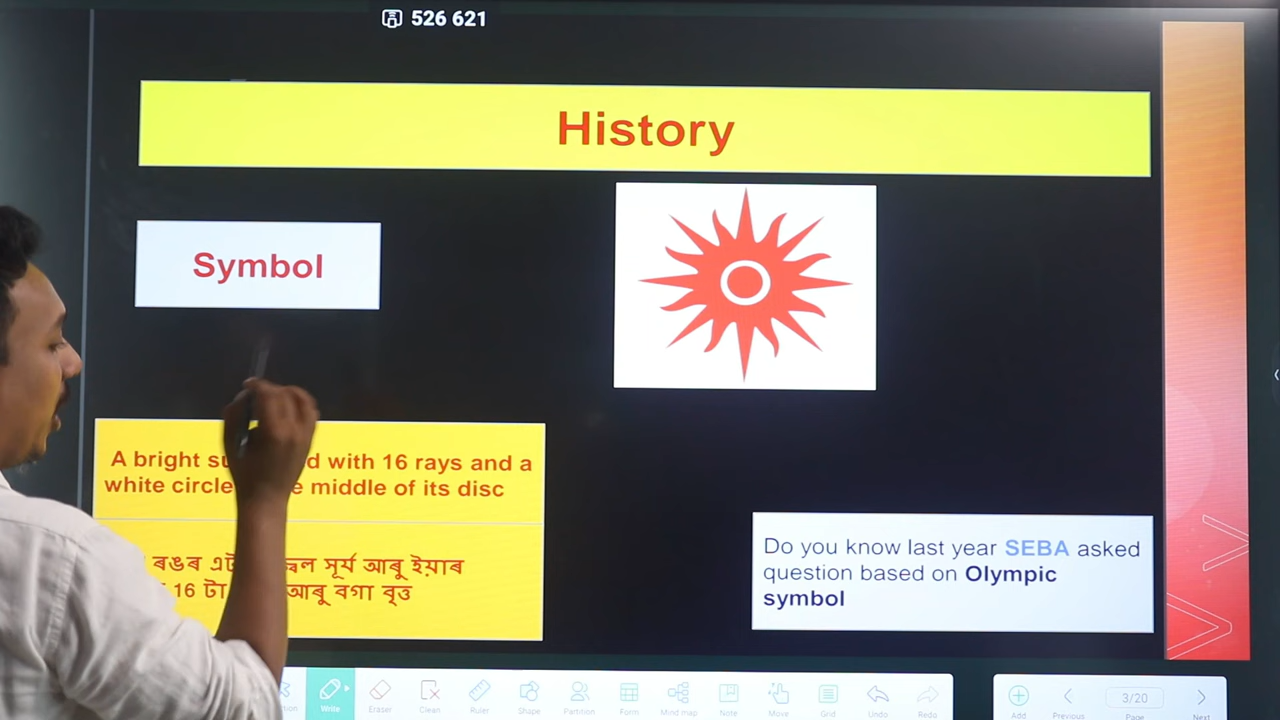 526 621
History
Symbol
A bright with 16 rays and a
white circle middle of its disc
ৰঙৰ সূৰ্য আৰু ইয়াৰ
16 টা আৰু বগা বৃত্ত
Do you know last year SEBA asked
question based on Olympic
symbol
Write
Eraser
Clean
Ruler
Shape
Partition
Form
Mind map
Note
Move
Grid
Undo
Redo
Add
Previous
3/20
Page
Next